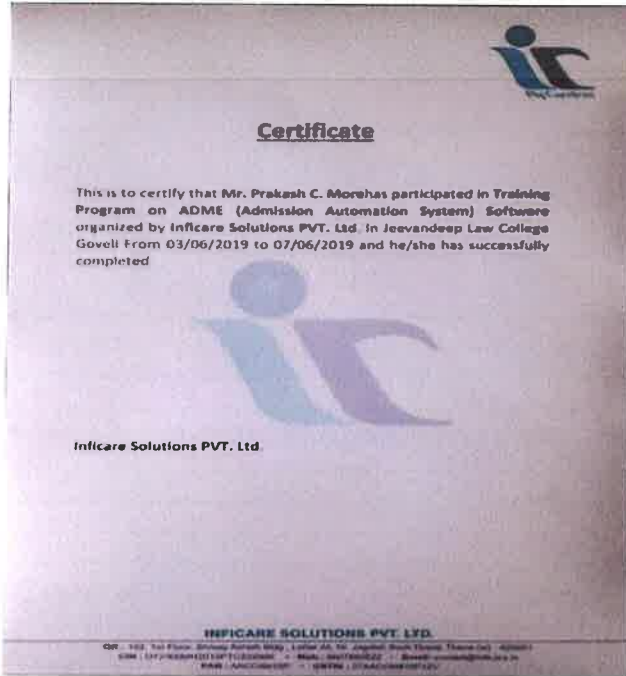 Certificate
This is to certify that Mr. Prakash C. Morehas participated in Training
Program on ADME (Admission Automation System) Software
organized by Inficare Solutions PVT. Ltd. in Jeevandeep Law College
Goveli From 03/06/2019 to 07/06/2019 and he/she has successfully
completed
Inficare Solutions PVT. Ltd.
INFICARE SOLUTIONS PVT. LTD.